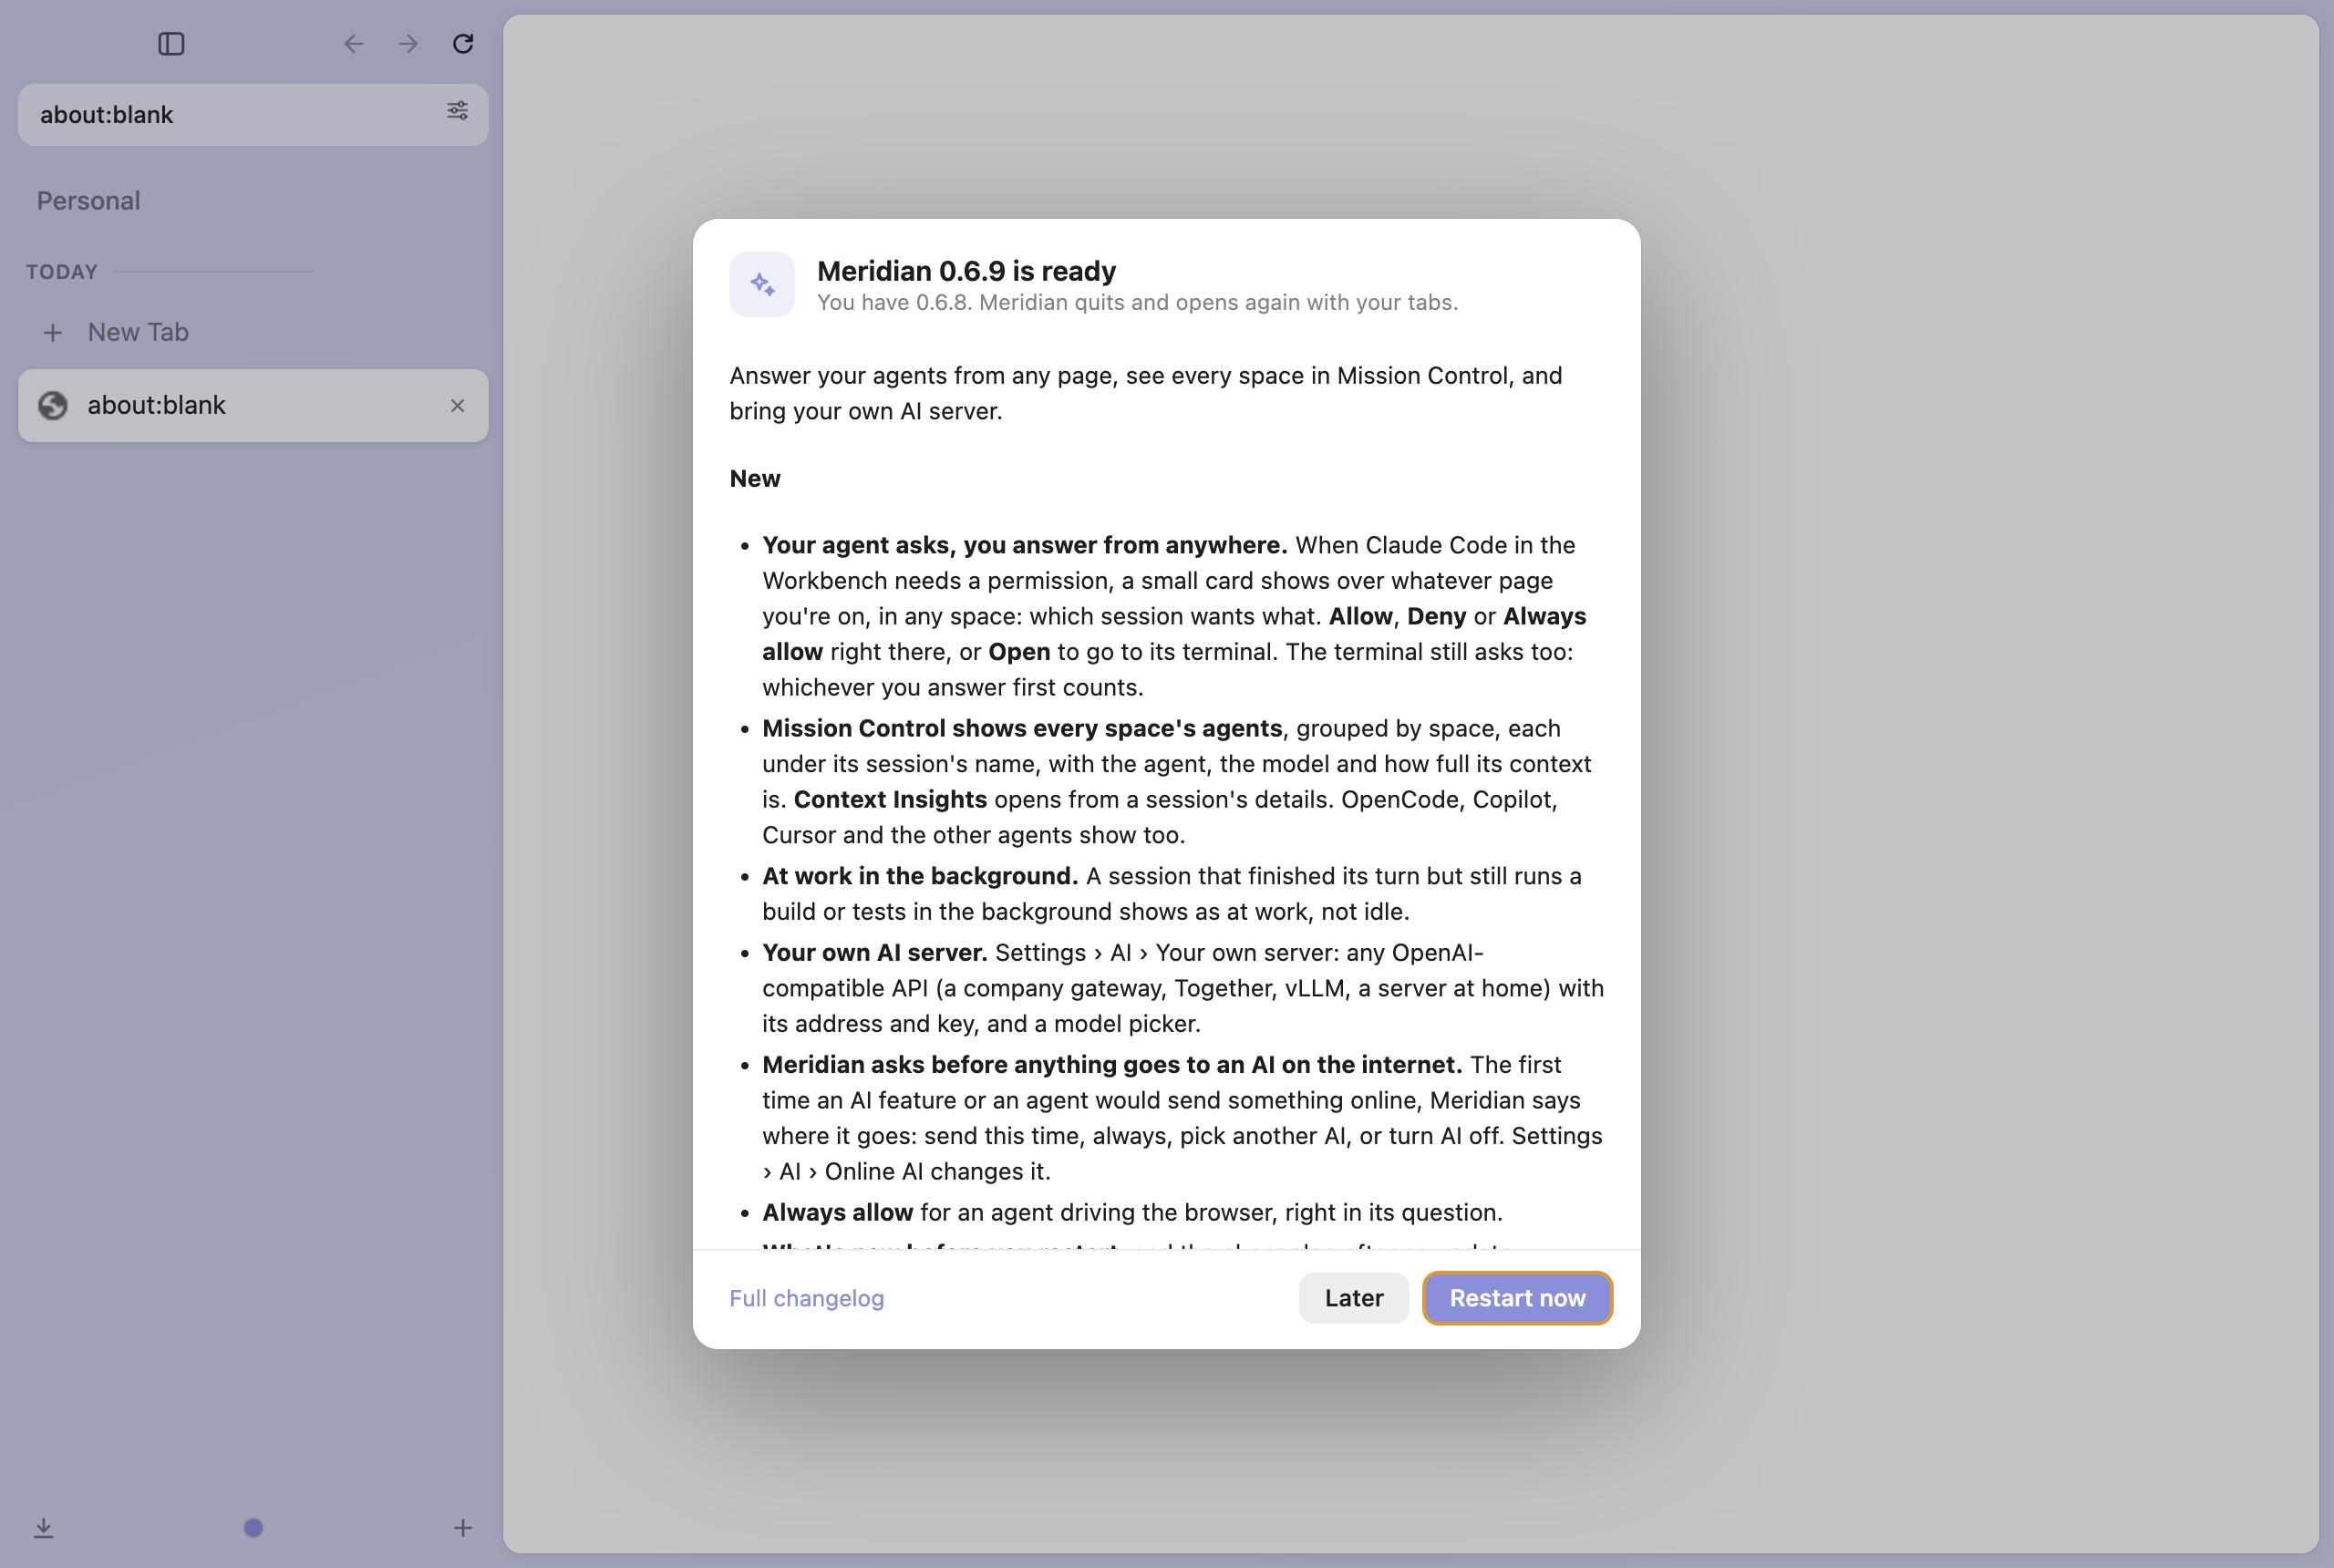 about:blank
Personal
TODAY
New Tab
about:blank
Meridian 0.6.9 is ready
You have 0.6.8. Meridian quits and opens again with your tabs.
Answer your agents from any page, see every space in Mission Control, and
bring your own AI server.
New
• Your agent asks, you answer from anywhere. When Claude Code in the
Workbench needs a permission, a small card shows over whatever page
you're on, in any space: which session wants what. Allow, Deny or Always
allow right there, or Open to go to its terminal. The terminal still asks too:
whichever you answer first counts.
• Mission Control shows every space's agents, grouped by space, each
under its session's name, with the agent, the model and how full its context
is. Context Insights opens from a session's details. OpenCode, Copilot,
Cursor and the other agents show too.
• At work in the background. A session that finished its turn but still runs a
build or tests in the background shows as at work, not idle.
• Your own AI server. Settings › AI › Your own server: any OpenAI-
compatible API (a company gateway, Together, vLLM, a server at home) with
its address and key, and a model picker.
• Meridian asks before anything goes to an AI on the internet. The first
time an AI feature or an agent would send something online, Meridian says
where it goes: send this time, always, pick another AI, or turn AI off. Settings
› AI › Online AI changes it.
• Always allow for an agent driving the browser, right in its question.
What's new before you restart, and the changelog after an update.
Full changelog
Later
Restart now